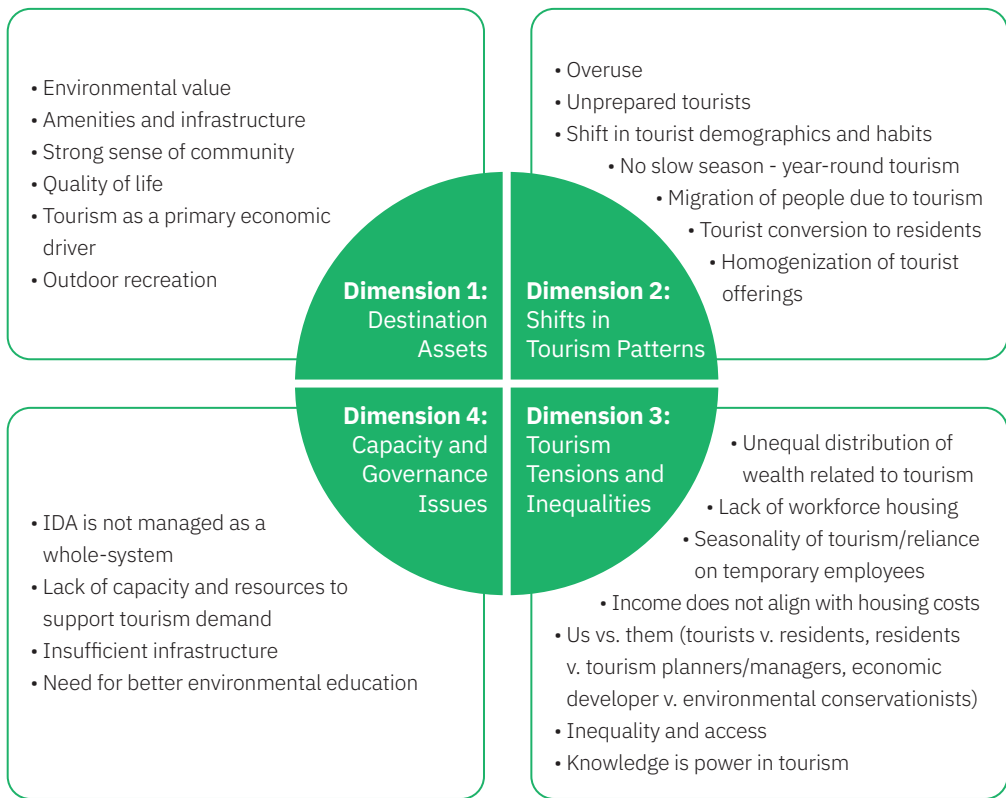 • Environmental value
• Amenities and infrastructure
• Strong sense of community
• Quality of life
• Tourism as a primary economic
driver
• Outdoor recreation
Dimension 1:
Destination
Assets
• Overuse
• Unprepared tourists
• Shift in tourist demographics and habits
• No slow season - year-round tourism
• Migration of people due to tourism
• Tourist conversion to residents
• Homogenization of tourist
offerings
Dimension 2:
Shifts in
Tourism Patterns
Dimension 4:
Capacity and
Governance
Issues
• IDA is not managed as a
whole-system
• Lack of capacity and resources to
support tourism demand
• Insufficient infrastructure
• Need for better environmental education
Dimension 3:
Tourism
Tensions and
Inequalities
• Unequal distribution of
wealth related to tourism
• Lack of workforce housing
• Seasonality of tourism/reliance
on temporary employees
• Income does not align with housing costs
• Us vs. them (tourists v. residents, residents
v. tourism planners/managers, economic
developer v. environmental conservationists)
• Inequality and access
• Knowledge is power in tourism